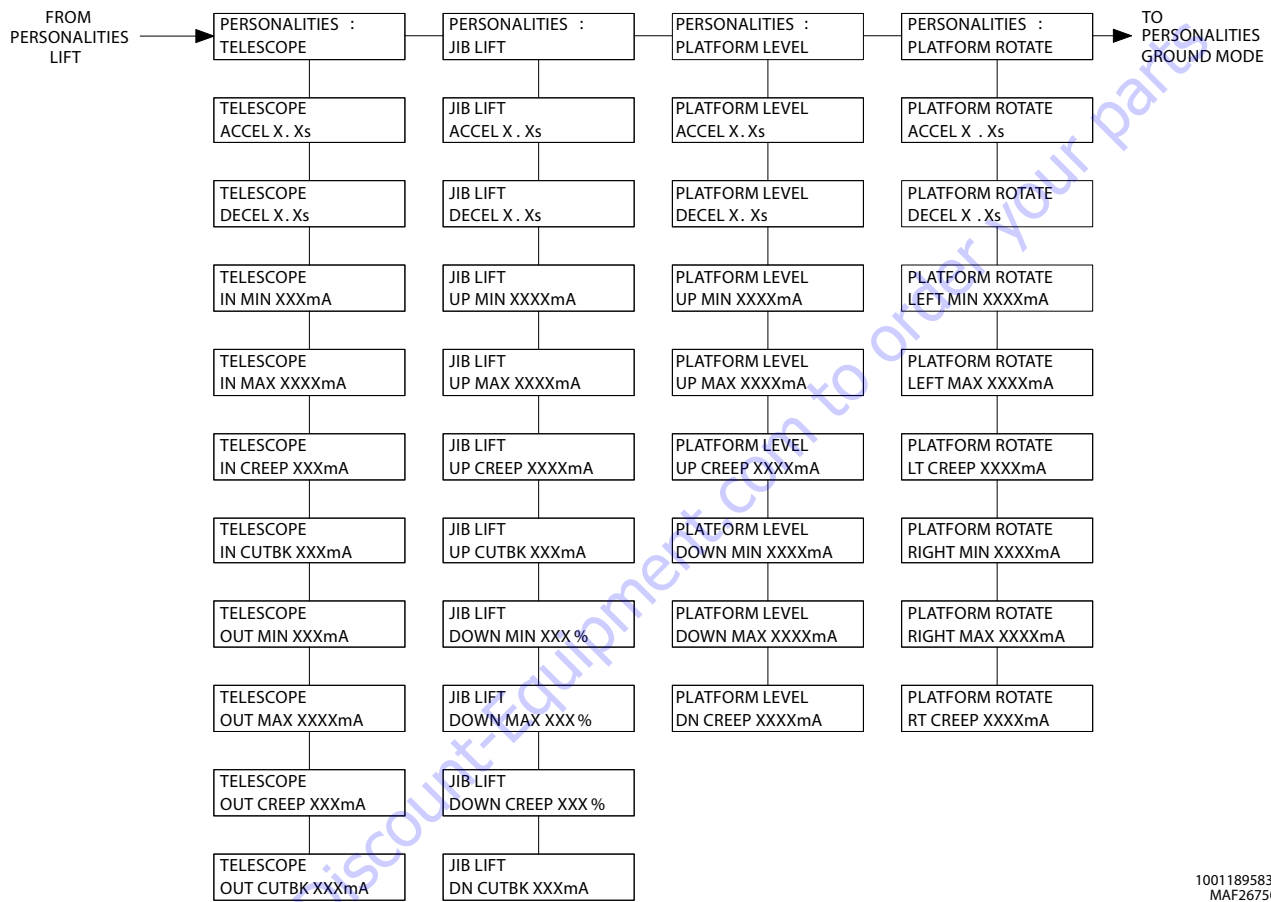 FROM
PERSONALITIES
LIFT
PERSONALITIES :
TELESCOPE
PERSONALITIES :
JIB LIFT
PERSONALITIES :
PLATFORM LEVEL
PERSONALITIES :
PLATFORM ROTATE
TO
PERSONALITIES
GROUND MODE
TELESCOPE
ACCEL X . Xs
JIB LIFT
ACCEL X . Xs
PLATFORM LEVEL
ACCEL X . Xs
PLATFORM ROTATE
ACCEL X . Xs
TELESCOPE
DECEL X . Xs
JIB LIFT
DECEL X . Xs
PLATFORM LEVEL
DECEL X . Xs
PLATFORM ROTATE
DECEL X . Xs
TELESCOPE
IN MIN XXXmA
JIB LIFT
UP MIN XXXXmA
PLATFORM LEVEL
UP MIN XXXXmA
PLATFORM ROTATE
LEFT MIN XXXXmA
TELESCOPE
IN MAX XXXXmA
JIB LIFT
UP MAX XXXXmA
PLATFORM LEVEL
UP MAX XXXXmA
PLATFORM ROTATE
LEFT MAX XXXXmA
TELESCOPE
IN CREEP XXXmA
JIB LIFT
UP CREEP XXXXmA
PLATFORM LEVEL
UP CREEP XXXXmA
PLATFORM ROTATE
LT CREEP XXXXmA
TELESCOPE
IN CUTBK XXXmA
JIB LIFT
UP CUTBK XXXmA
PLATFORM LEVEL
DOWN MIN XXXXmA
PLATFORM ROTATE
RIGHT MIN XXXXmA
TELESCOPE
OUT MIN XXXmA
JIB LIFT
DOWN MIN XXX %
PLATFORM LEVEL
DOWN MAX XXXXmA
PLATFORM ROTATE
RIGHT MAX XXXXmA
TELESCOPE
OUT MAX XXXXmA
JIB LIFT
DOWN MAX XXX %
PLATFORM LEVEL
DN CREEP XXXXmA
PLATFORM ROTATE
RT CREEP XXXXmA
TELESCOPE
OUT CREEP XXXmA
JIB LIFT
DOWN CREEP XXX %
TELESCOPE
OUT CUTBK XXXmA
JIB LIFT
DN CUTBK XXXmA
Discount-Equipment.com to order your parts